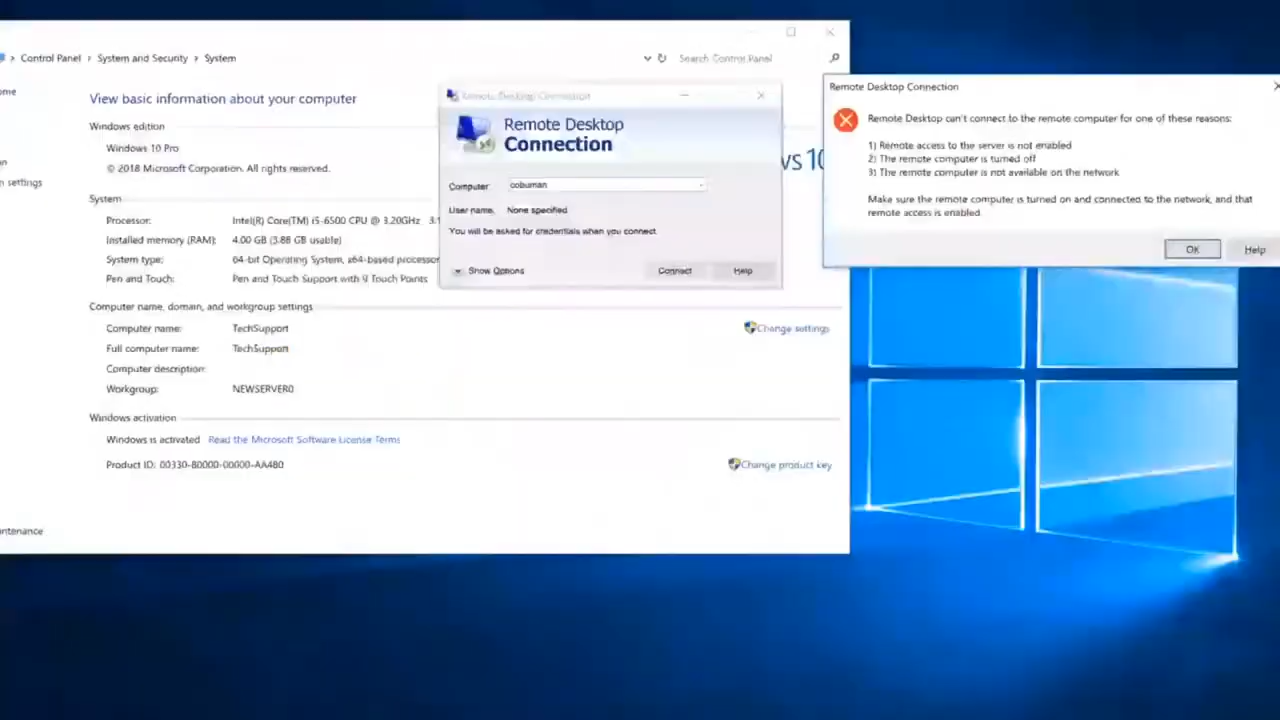 Control Panel > System and Security > System
Search Control Panel
ome
View basic information about your computer
Windows edition
Windows 10 Pro
© 2018 Microsoft Corporation. All rights reserved.
n settings
System
Processor: Intel(R) Core(TM) i5-6500 CPU @ 3.20GHz 3.1
Installed memory (RAM): 4.00 GB (3.88 GB usable)
System type: 64-bit Operating System, x64-based processor
Pen and Touch: Pen and Touch Support with 9 Touch Points
Computer name, domain, and workgroup settings
Computer name: TechSupport
Full computer name: TechSupport
Computer description:
Workgroup: NEWSERVER0
Change settings
Windows activation
Windows is activated Read the Microsoft Software License Terms
Product ID: 00330-80000-00000-AA480
Change product key
ntenance
ws 10
Remote Desktop Connection
Remote Desktop
Connection
Computer: cobuman
User name: None specified
You will be asked for credentials when you connect.
Show Options
Connect
Help
Remote Desktop Connection
Remote Desktop can't connect to the remote computer for one of these reasons:
1) Remote access to the server is not enabled
2) The remote computer is turned off
3) The remote computer is not available on the network
Make sure the remote computer is turned on and connected to the network, and that
remote access is enabled.
OK
Help